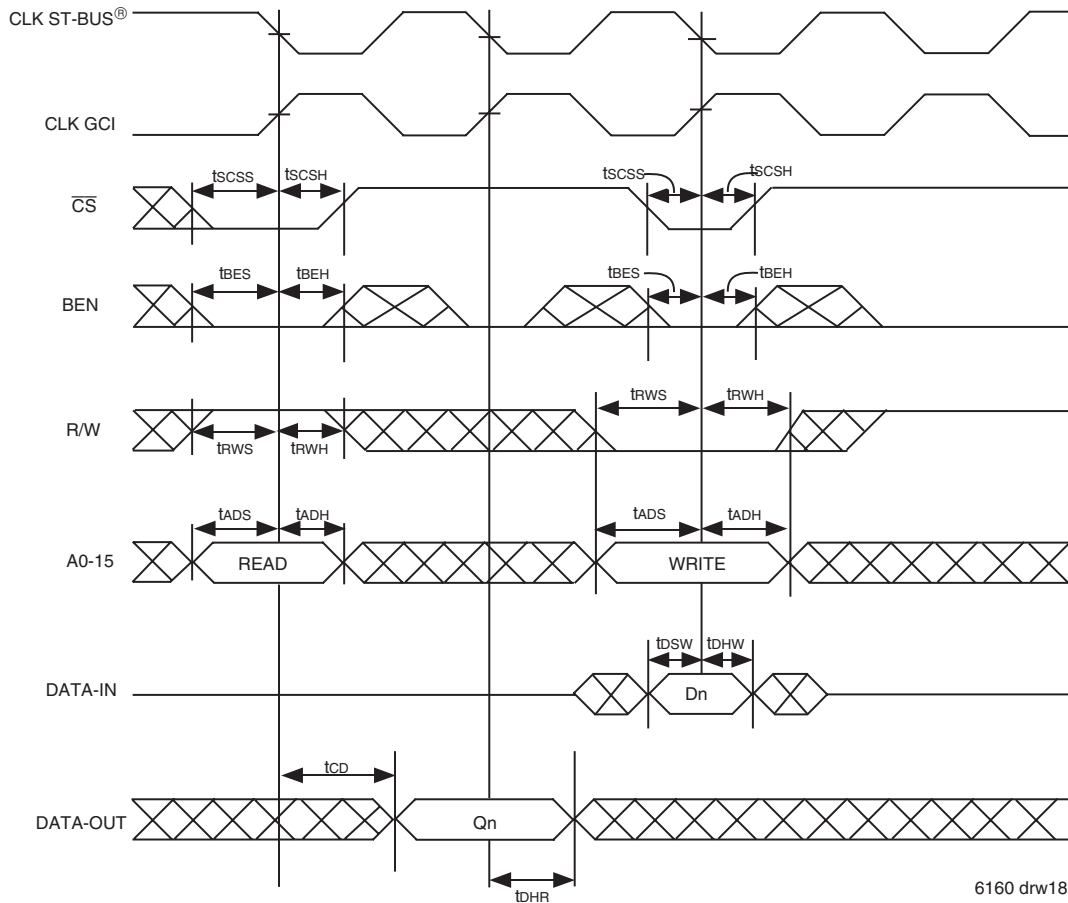 CLK ST-BUS®
CLK GCI
tSCSS tSCSH tSCSS tSCSH
CS
tBES tBEH tBES tBEH
BEN
tRWS tRWH
R/W
tRWS tRWH
tADS tADH tADS tADH
A0-15 READ WRITE
tDSW tDHW
DATA-IN Dn
tCD
DATA-OUT Qn
tDHR
6160 drw18